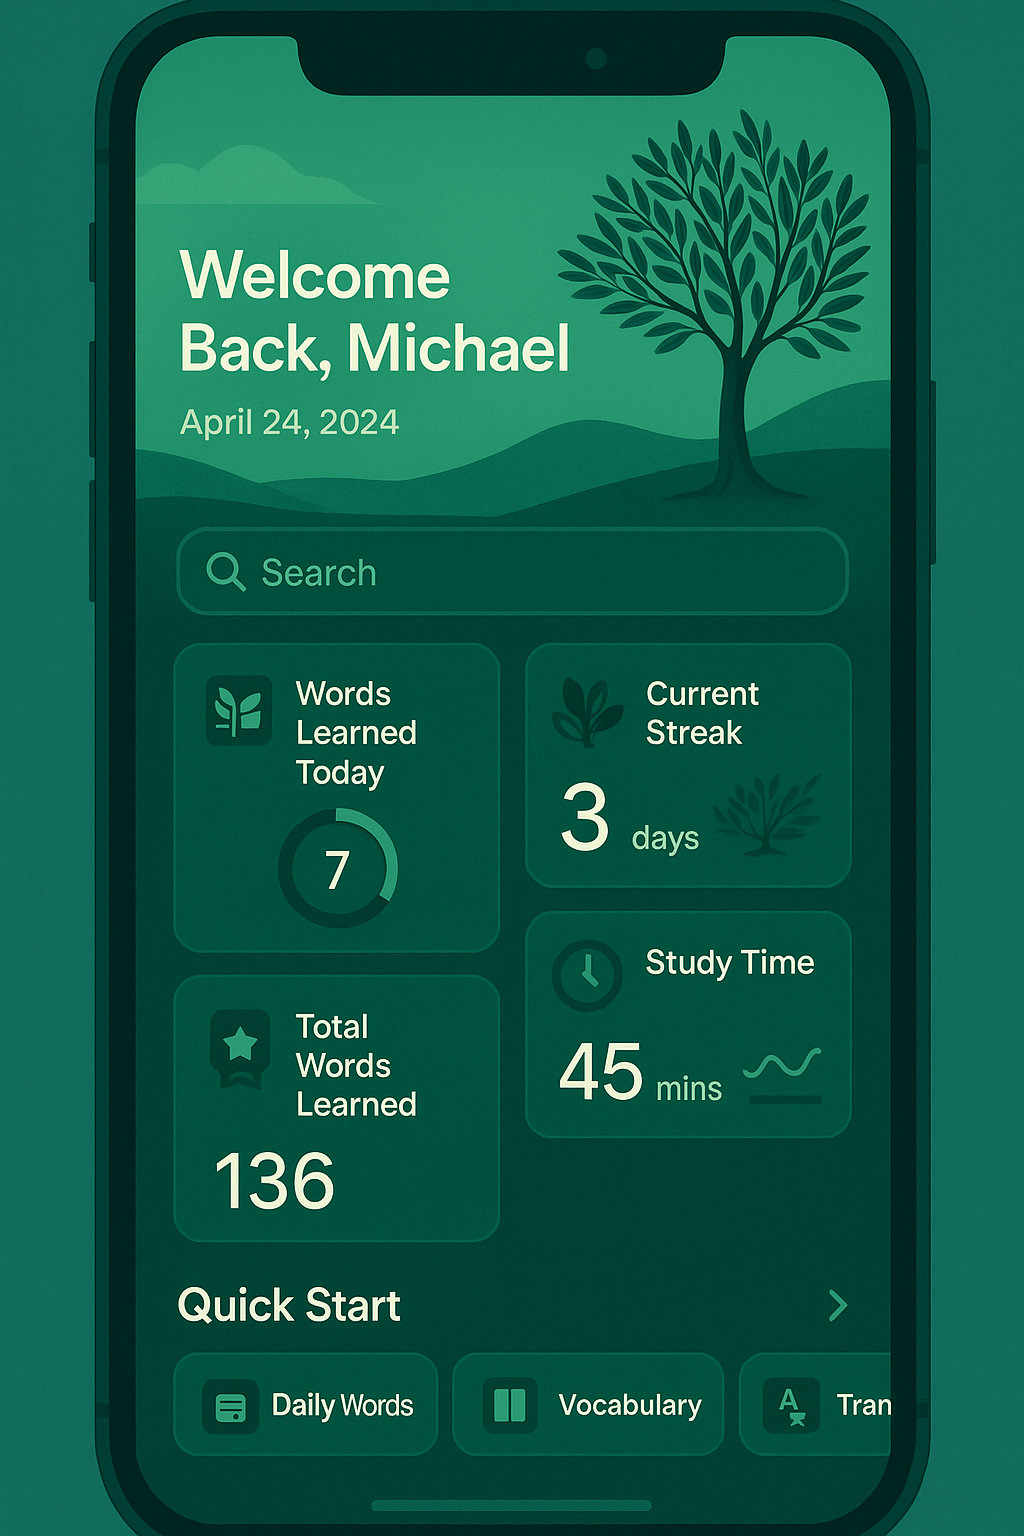 Welcome
Back, Michael
April 24, 2024
Search
Words
Learned
Today
7
Current
Streak
3 days
Study Time
45 mins
Total
Words
Learned
136
Quick Start
Daily Words
Vocabulary
A
Tran